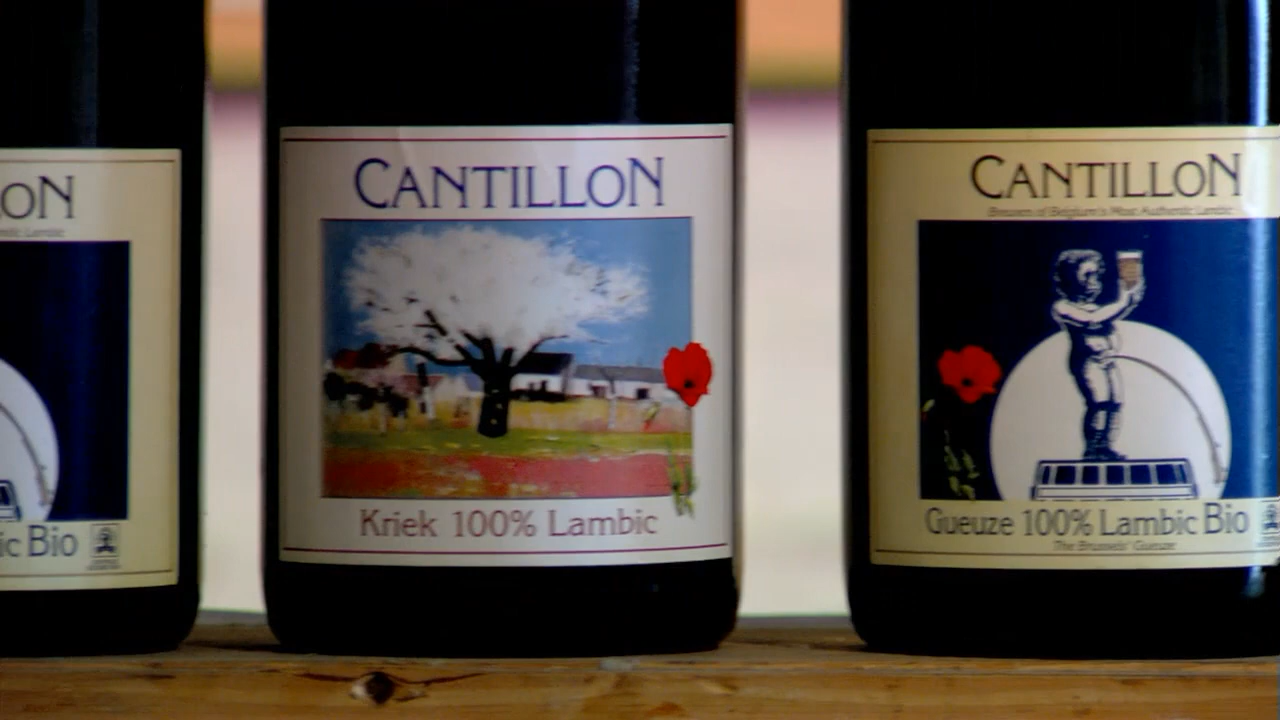 ON
ic Bio
CANTILLON
Kriek 100% Lambic
CANTILLON
Brewers of Belgium's Most Authentic Lambic
Gueuze 100% Lambic Bio
The Brussels' Gueuze